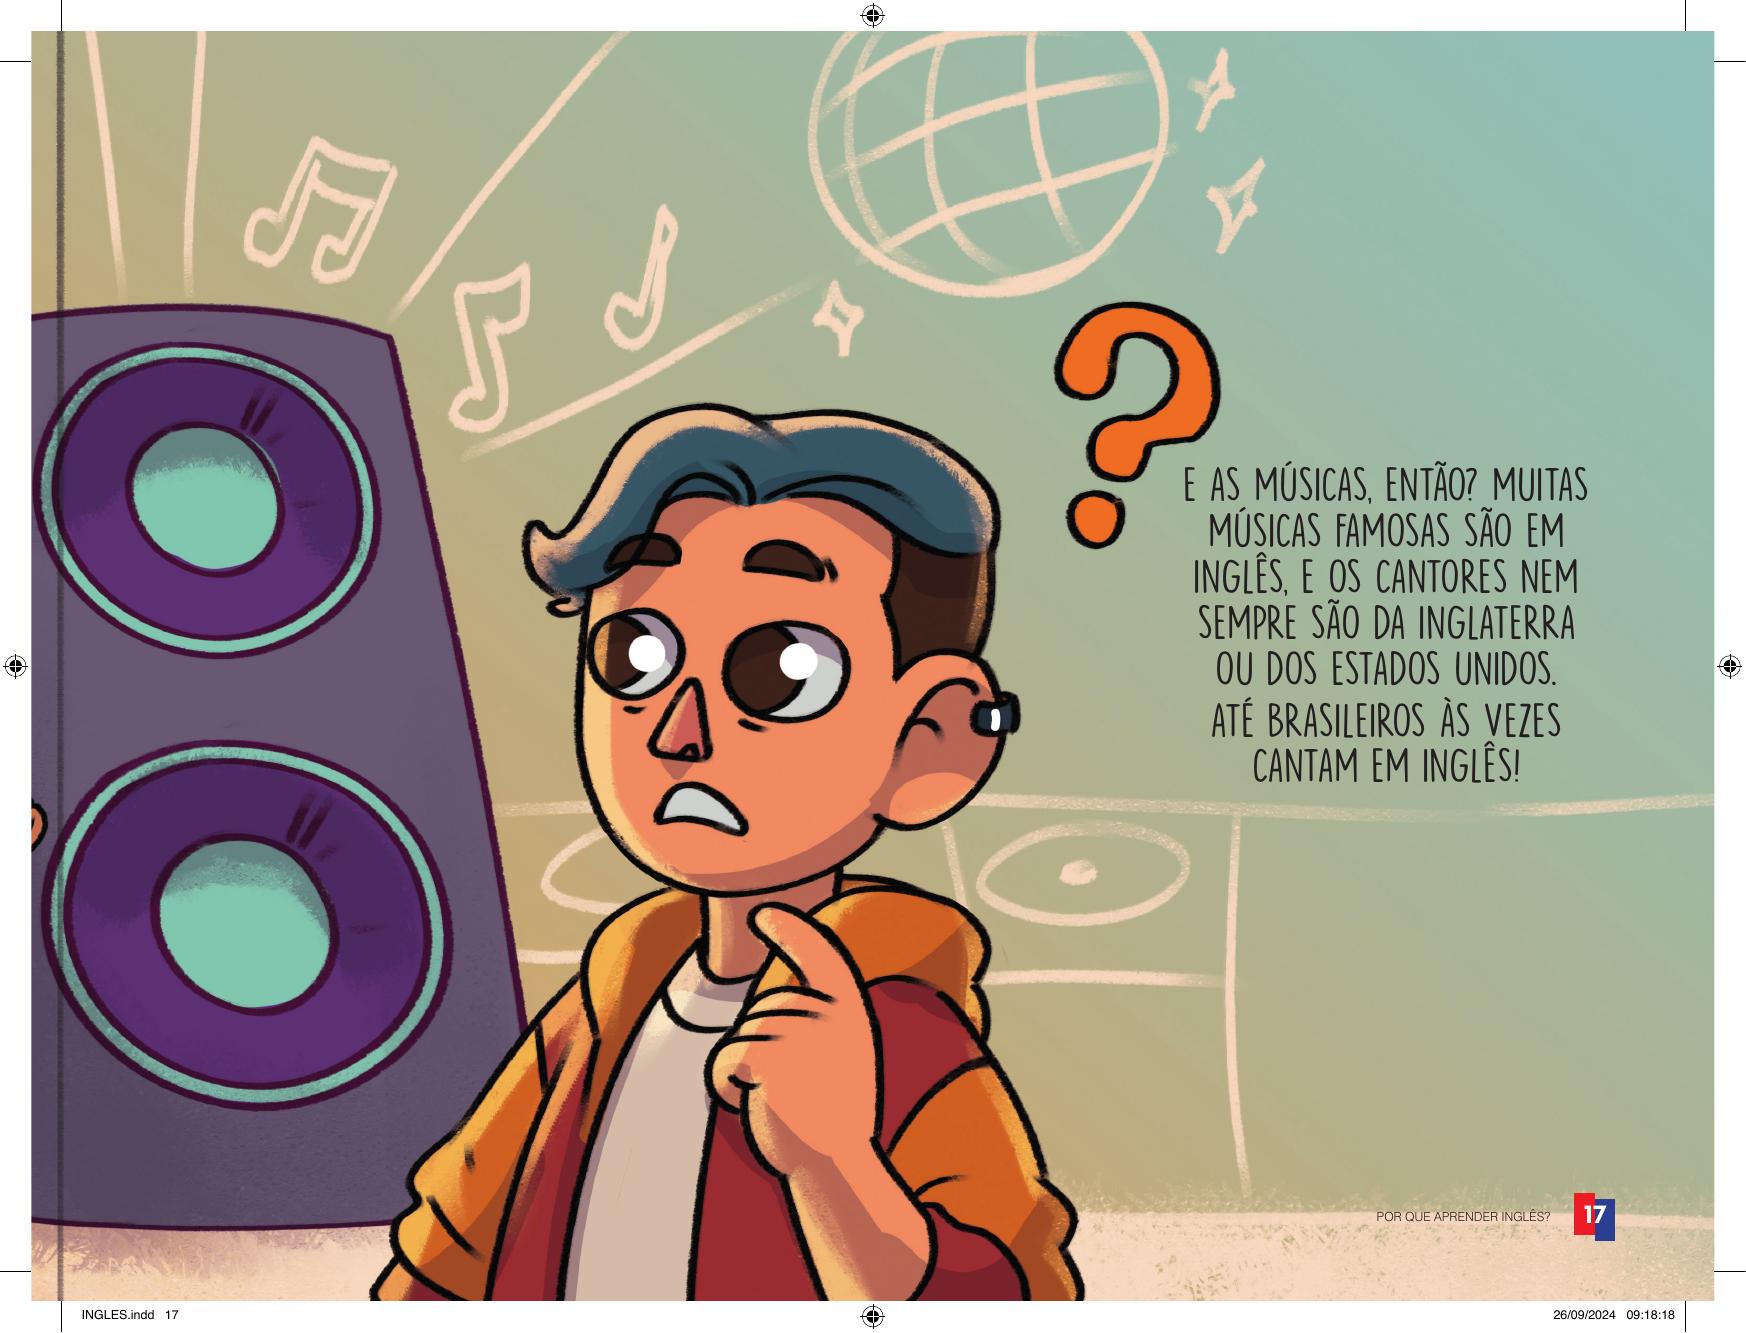 E AS MÚSICAS, ENTÃO? MUITAS
MÚSICAS FAMOSAS SÃO EM
INGLÊS, E OS CANTORES NEM
SEMPRE SÃO DA INGLATERRA
OU DOS ESTADOS UNIDOS.
ATÉ BRASILEIROS ÀS VEZES
CANTAM EM INGLÊS!
POR QUE APRENDER INGLÊS? 17
INGLES.indd 17 26/09/2024 09:18:18